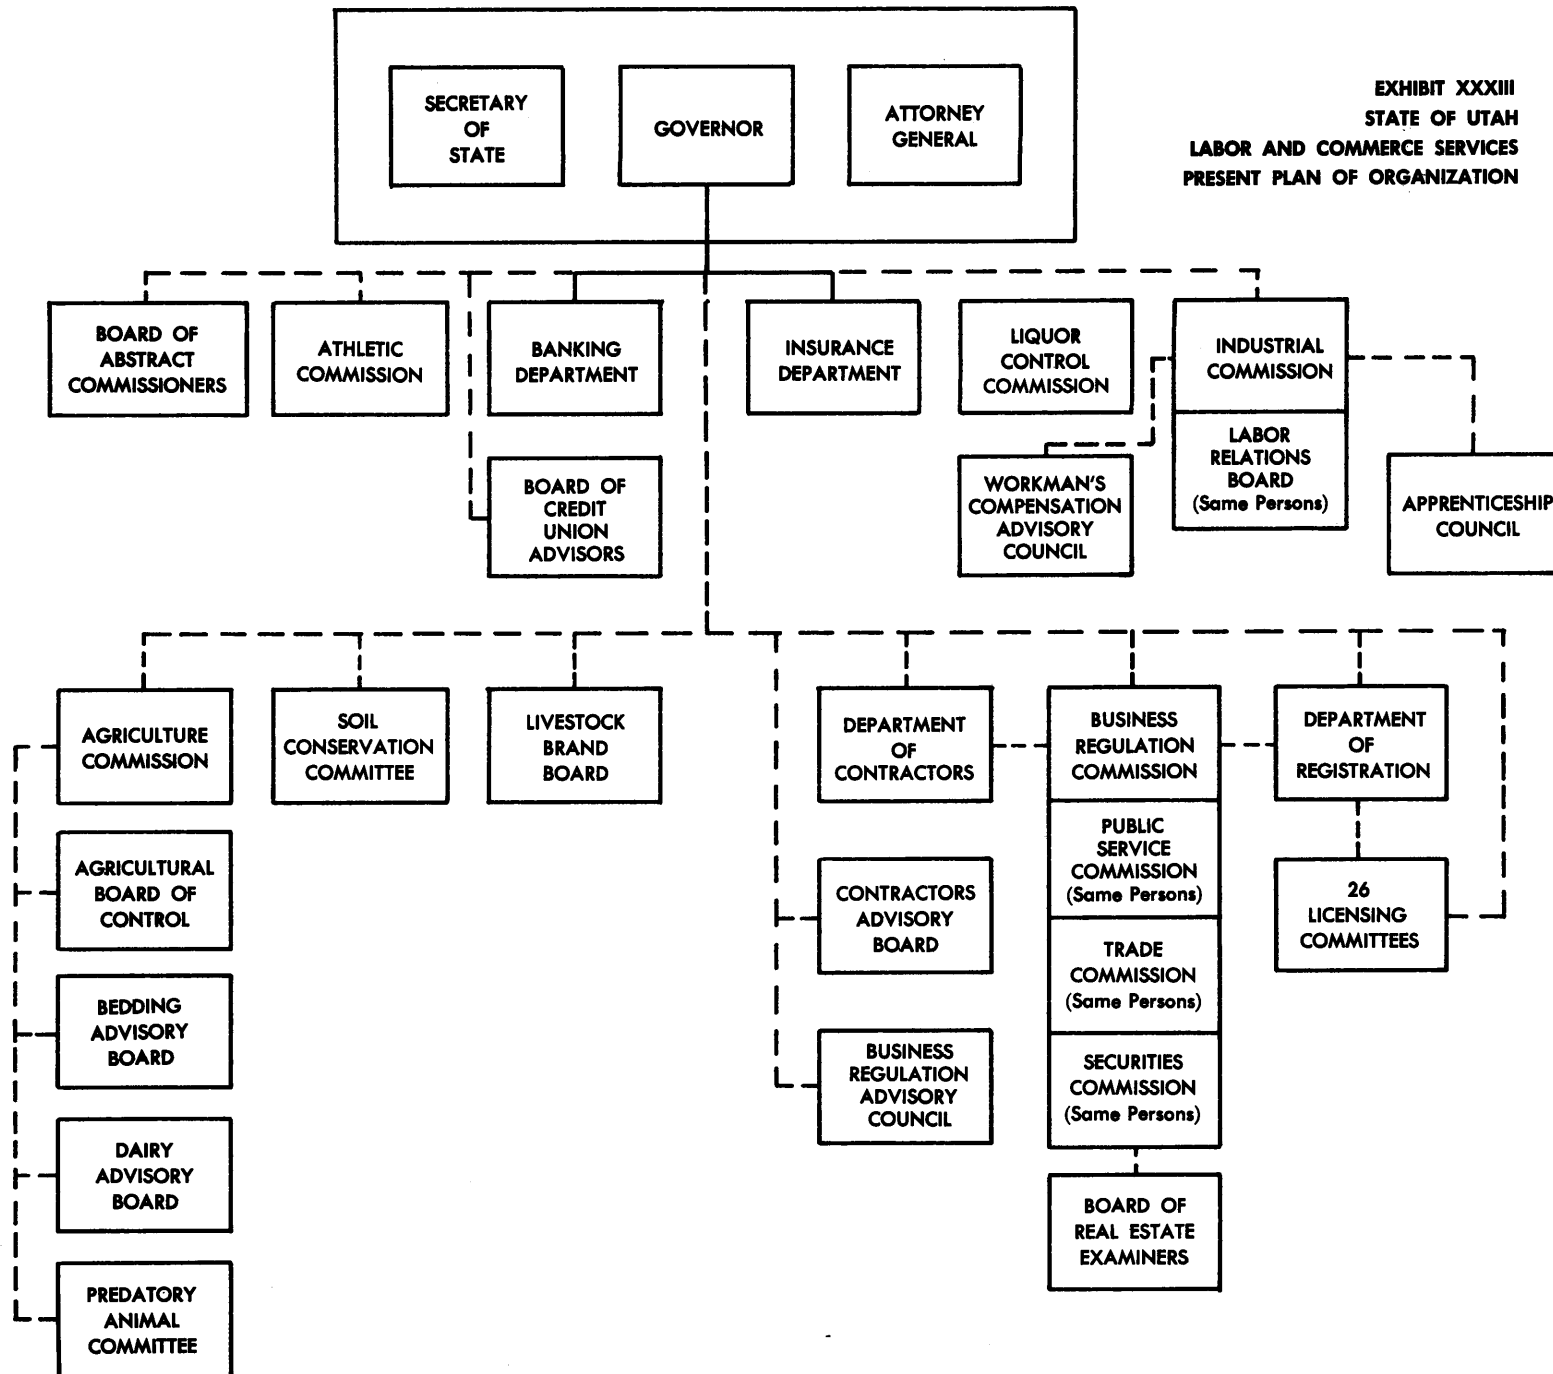 EXHIBIT XXXIII
STATE OF UTAH
LABOR AND COMMERCE SERVICES
PRESENT PLAN OF ORGANIZATION
SECRETARY
OF
STATE
GOVERNOR
ATTORNEY
GENERAL
BOARD OF
ABSTRACT
COMMISSIONERS
ATHLETIC
COMMISSION
BANKING
DEPARTMENT
INSURANCE
DEPARTMENT
LIQUOR
CONTROL
COMMISSION
INDUSTRIAL
COMMISSION
LABOR
RELATIONS
BOARD
(Same Persons)
BOARD OF
CREDIT
UNION
ADVISORS
WORKMAN'S
COMPENSATION
ADVISORY
COUNCIL
APPRENTICESHIP
COUNCIL
AGRICULTURE
COMMISSION
SOIL
CONSERVATION
COMMITTEE
LIVESTOCK
BRAND
BOARD
DEPARTMENT
OF
CONTRACTORS
BUSINESS
REGULATION
COMMISSION
DEPARTMENT
OF
REGISTRATION
AGRICULTURAL
BOARD OF
CONTROL
CONTRACTORS
ADVISORY
BOARD
PUBLIC
SERVICE
COMMISSION
(Same Persons)
26
LICENSING
COMMITTEES
BEDDING
ADVISORY
BOARD
TRADE
COMMISSION
(Same Persons)
BUSINESS
REGULATION
ADVISORY
COUNCIL
SECURITIES
COMMISSION
(Same Persons)
DAIRY
ADVISORY
BOARD
BOARD OF
REAL ESTATE
EXAMINERS
PREDATORY
ANIMAL
COMMITTEE